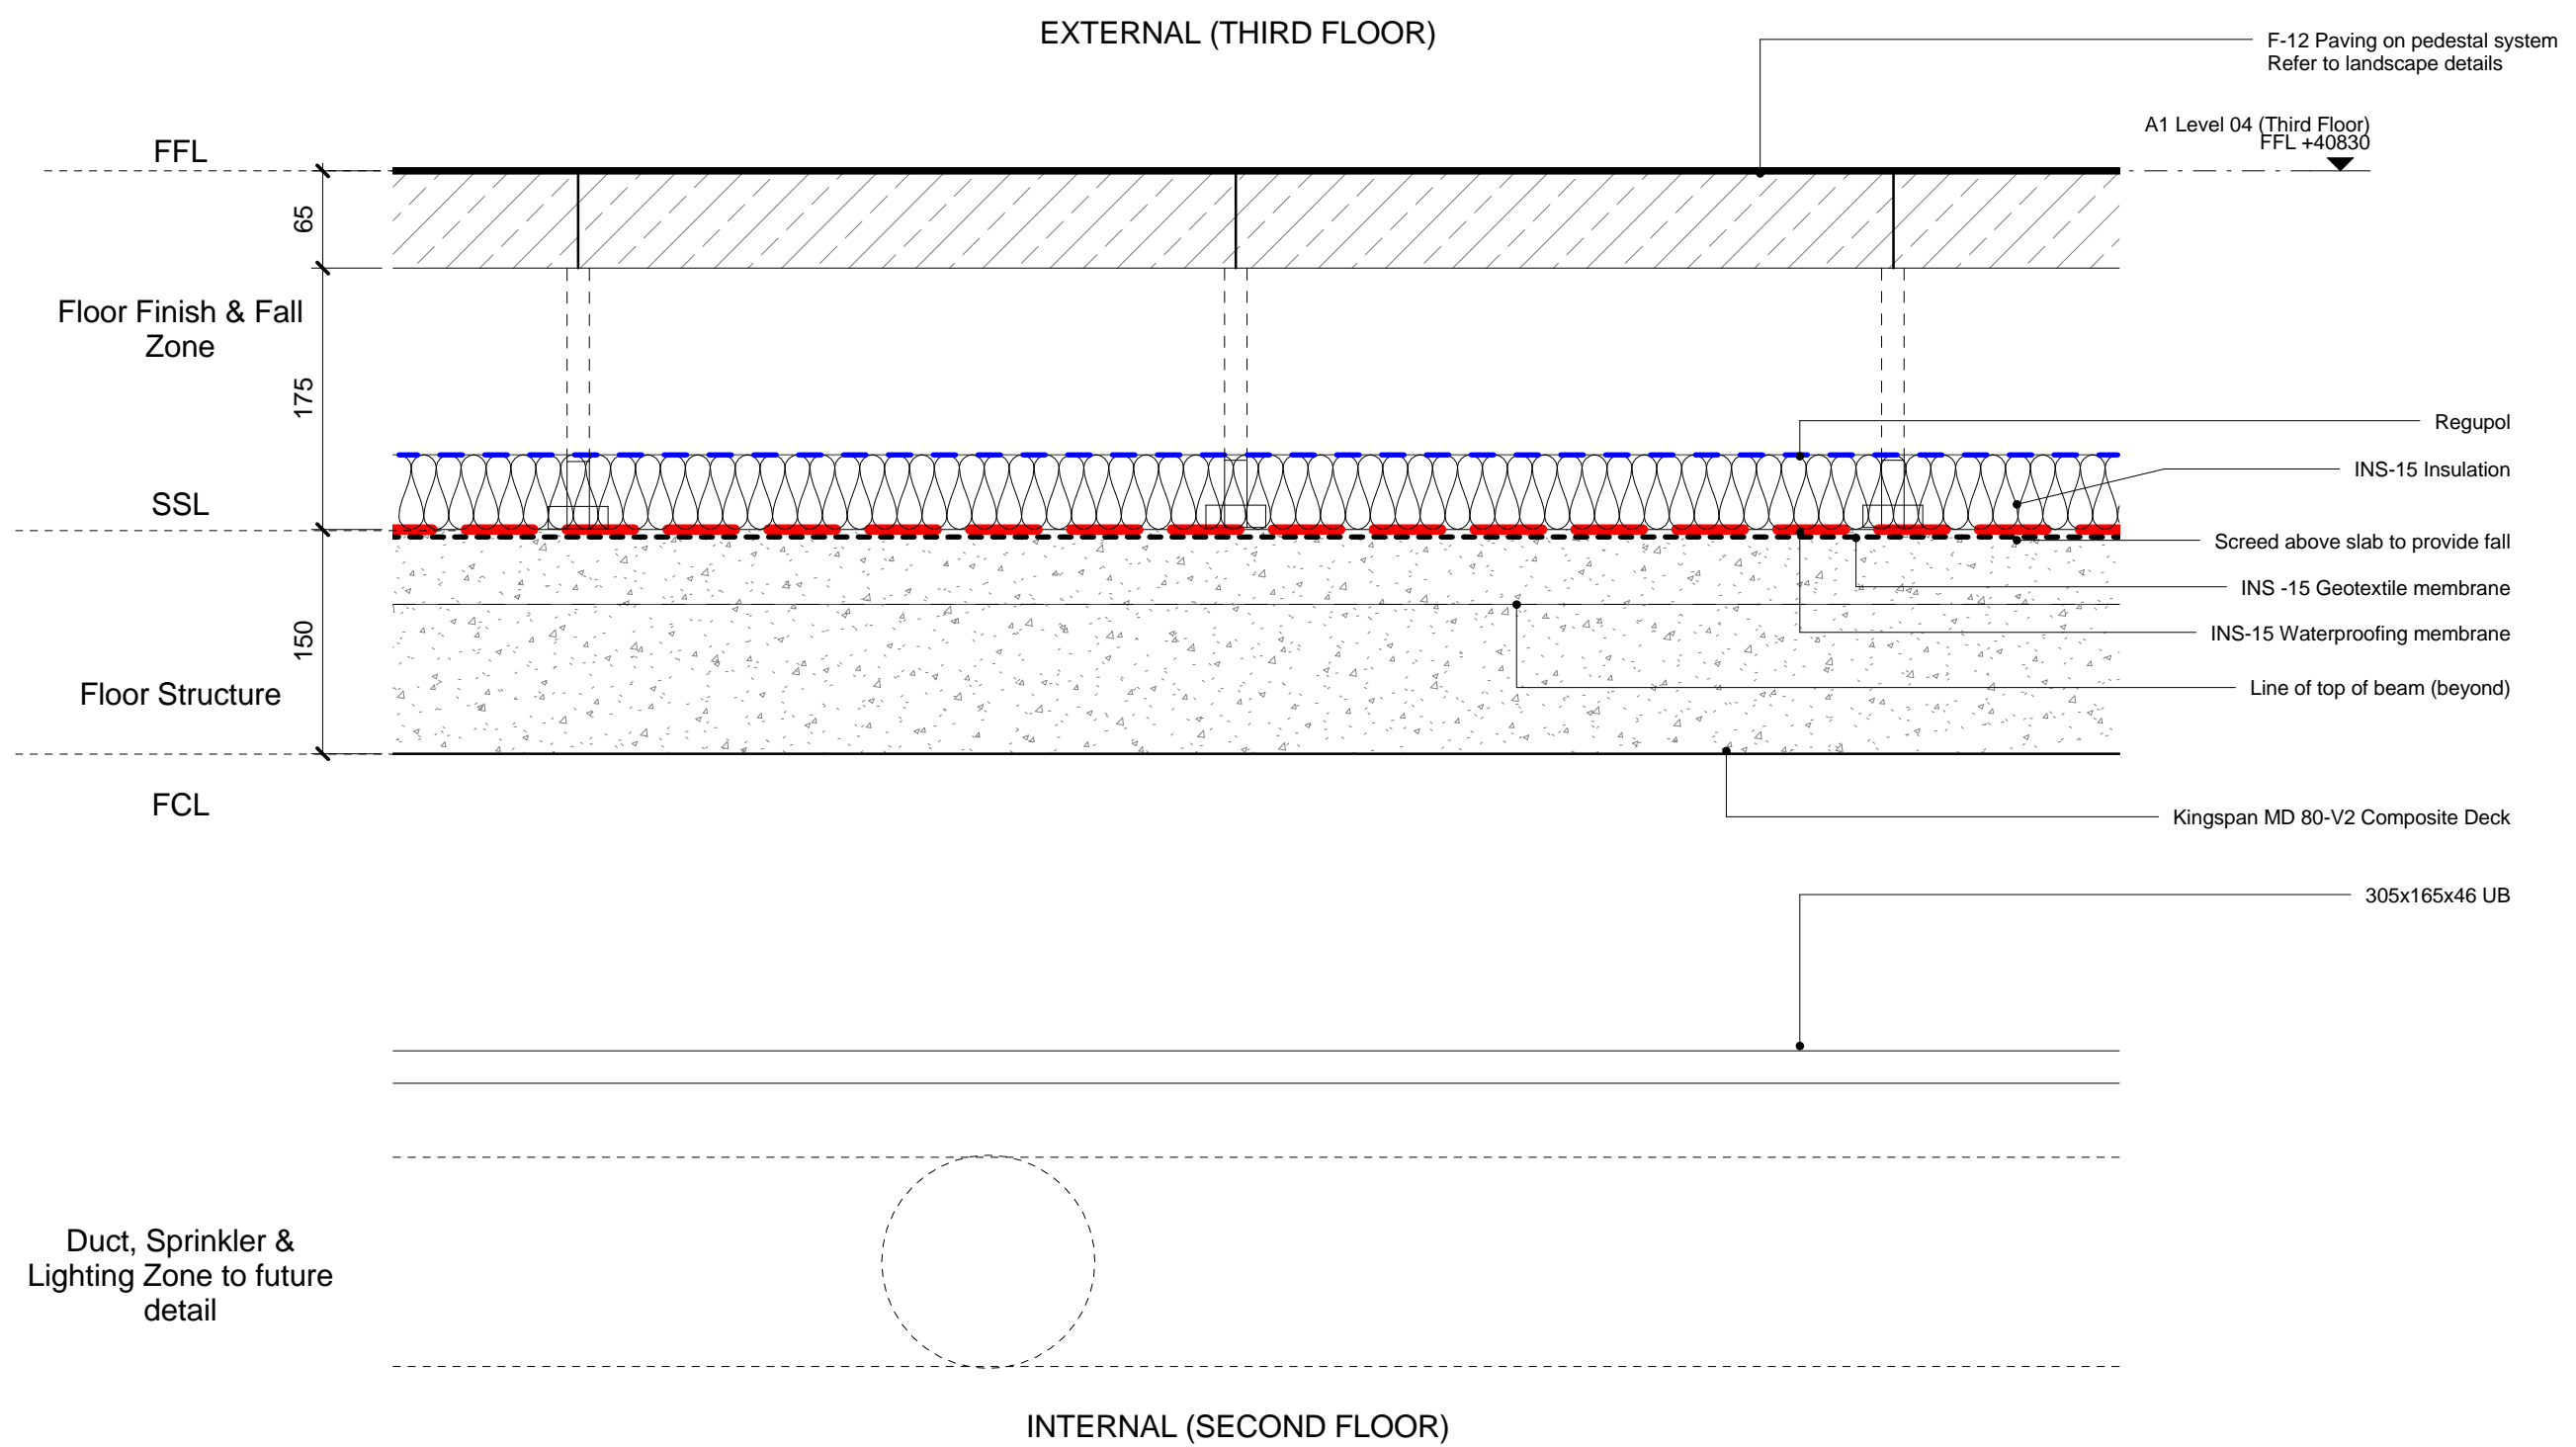 EXTERNAL (THIRD FLOOR)
F-12 Paving on pedestal system
Refer to landscape details
A1 Level 04 (Third Floor)
FFL +40830
FFL
65
Floor Finish & Fall
Zone
175
Regupol
INS-15 Insulation
SSL
Screed above slab to provide fall
INS -15 Geotextile membrane
INS-15 Waterproofing membrane
150
Floor Structure
Line of top of beam (beyond)
FCL
Kingspan MD 80-V2 Composite Deck
305x165x46 UB
Duct, Sprinkler &
Lighting Zone to future
detail
INTERNAL (SECOND FLOOR)